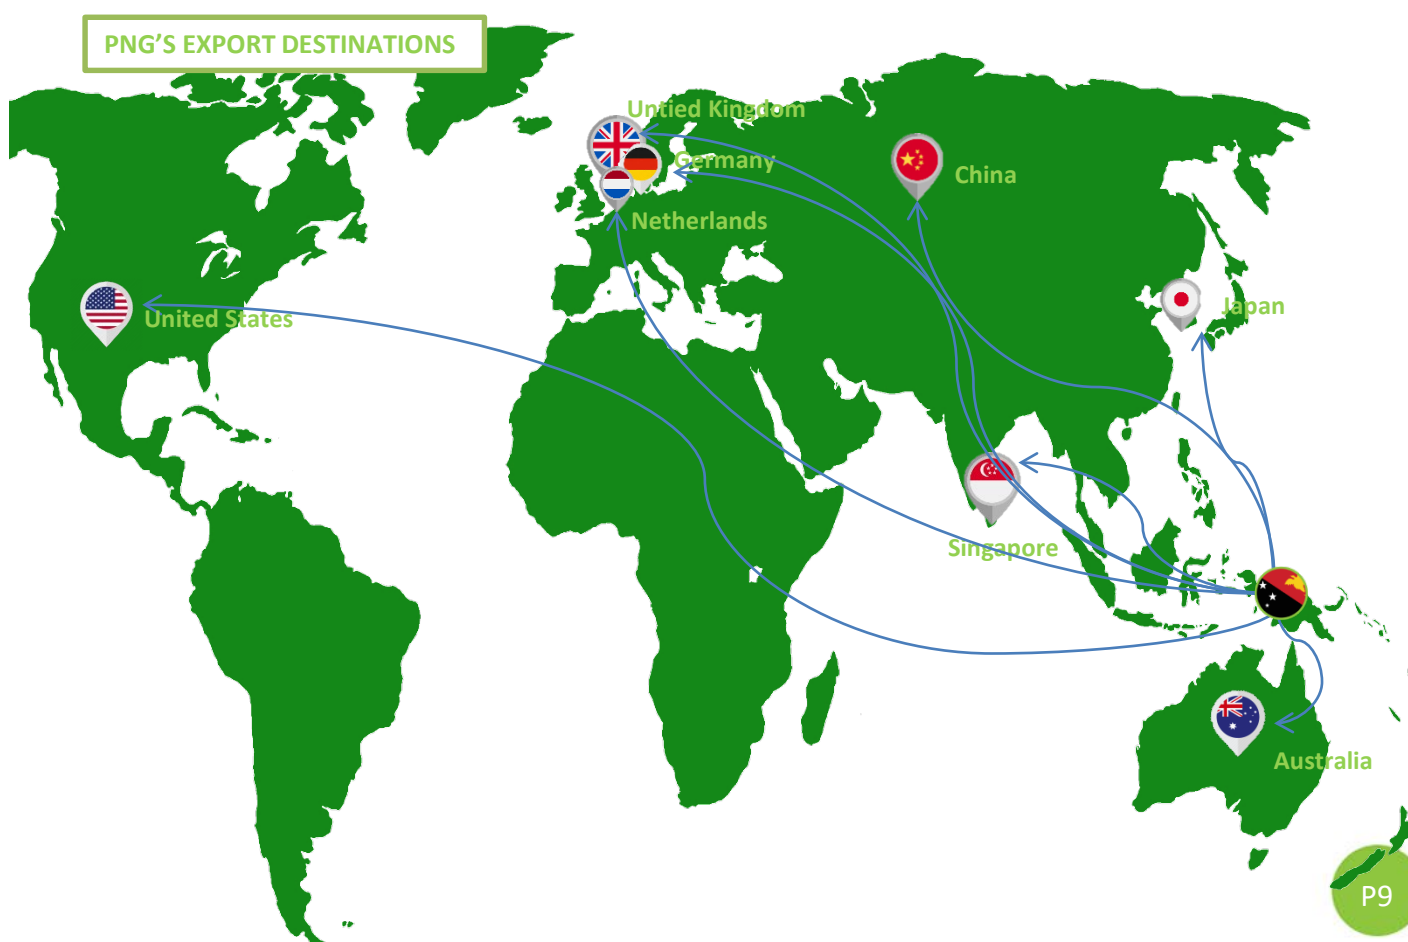 PNG'S EXPORT DESTINATIONS
Untied Kingdom
Germany
China
Netherlands
United States
Japan
Singapore
Australia
P9